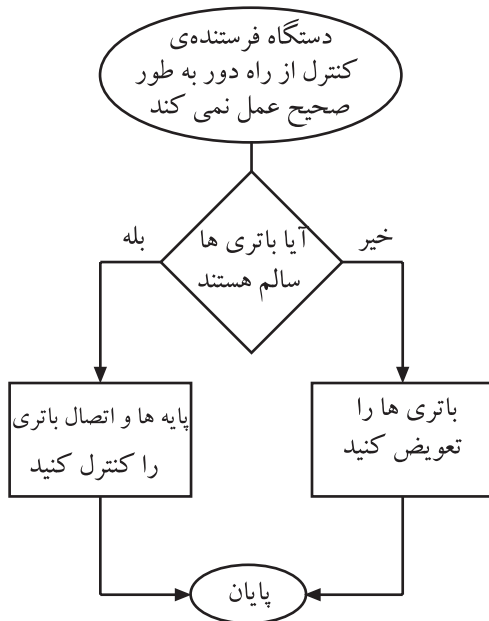 دستگاه فرستنده‌ی
کنترل از راه دور به طور
صحیح عمل نمی کند
آیا باتری ها
سالم هستند
خیر
بله
باتری ها را
تعویض کنید
پایه ها و اتصال باتری
را کنترل کنید
پایان